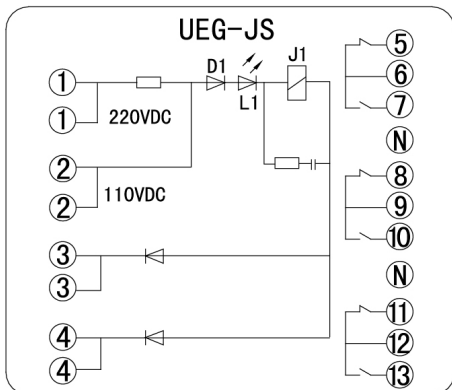 UEG-JS
① D1 L1 J1 ⑤
① 220VDC ⑥
⑦
② 110VDC Ⓝ
② ⑧
⑨
③ ⑩
③ Ⓝ
④ ⑪
④ ⑫
⑬